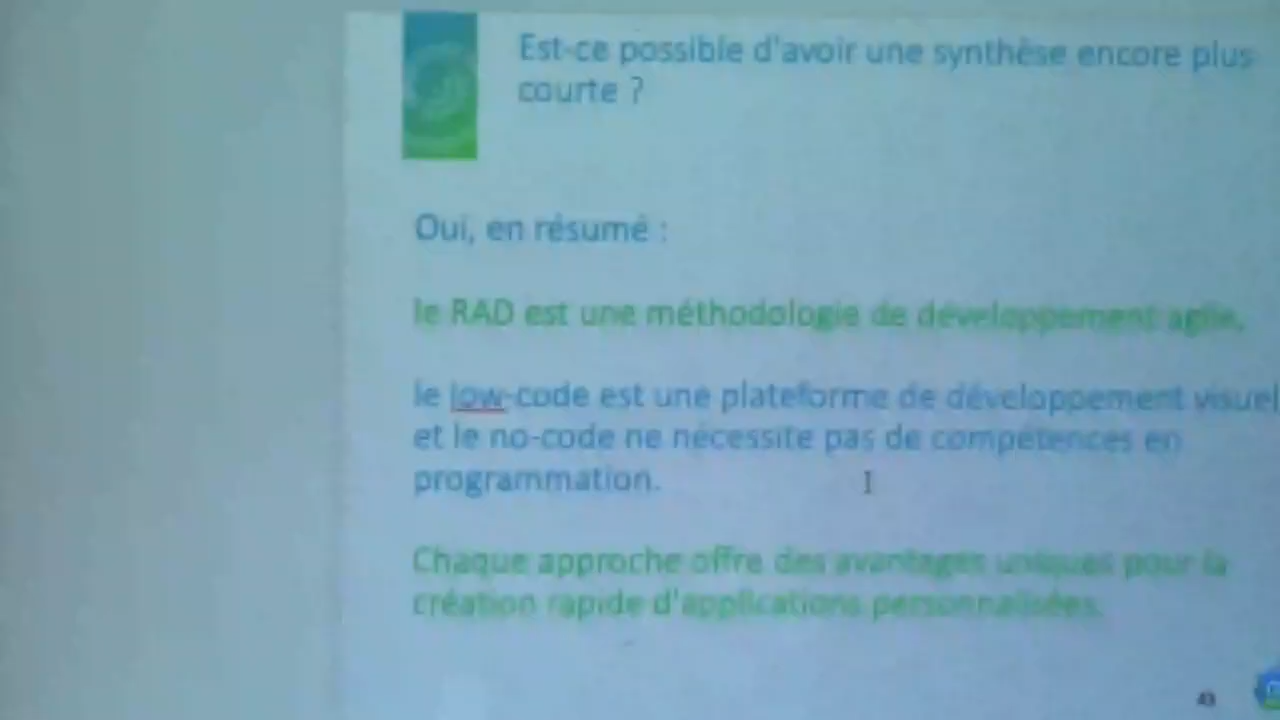 Est-ce possible d'avoir une synthèse encore plus
courte ?
Oui, en résumé :
le RAD est une méthodologie de développement agile,
le low-code est une plateforme de développement visuel
et le no-code ne nécessite pas de compétences en
programmation.
Chaque approche offre des avantages uniques pour la
création rapide d'applications personnalisées.
43